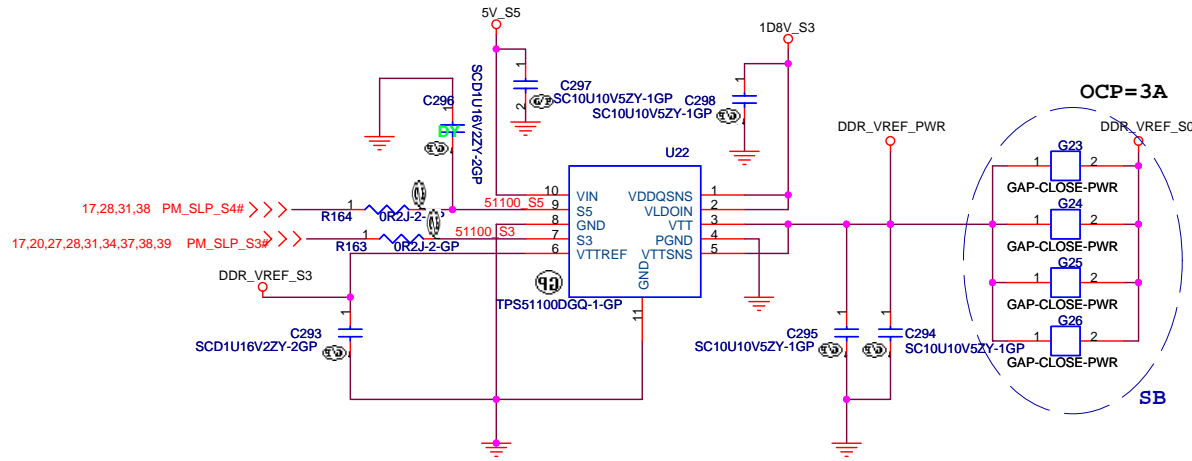 5V_S5
1D8V_S3
OCP=3A
C297
SC10U10V5ZY-1GP
C298
SC10U10V5ZY-1GP
C296
SCD1U16V2ZY-2GP
DY
DDR_VREF_PWR
DDR_VREF_S0
U22
G23
1 2
GAP-CLOSE-PWR
10 VIN VDDQSNS 1
9 S5 VLDOIN 2
8 GND VTT 3
7 S3 PGND 4
6 VTTREF VTTSNS 5
GND
11
TPS51100DGQ-1-GP
17,28,31,38 PM_SLP_S4#
R164
1
0R2J-2-GP
51100_S5
17,20,27,28,31,34,37,38,39 PM_SLP_S3#
R163
1
0R2J-2-GP
51100_S3
G24
1 2
GAP-CLOSE-PWR
G25
1 2
GAP-CLOSE-PWR
G26
1 2
GAP-CLOSE-PWR
DDR_VREF_S3
C293
SCD1U16V2ZY-2GP
C295
SC10U10V5ZY-1GP
C294
SC10U10V5ZY-1GP
SB